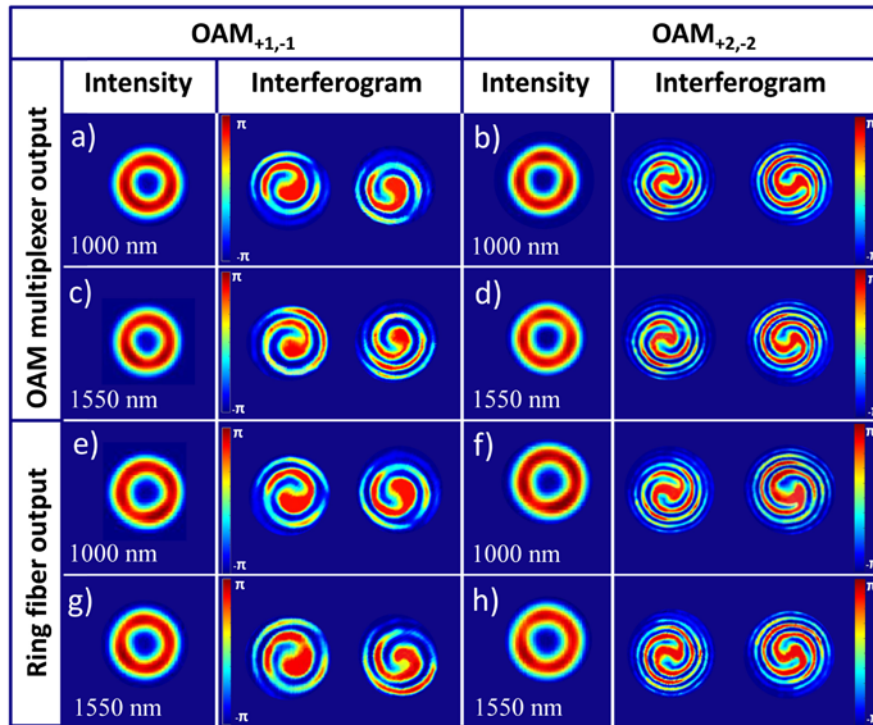 OAM+1,-1
OAM+2,-2
Intensity
Interferogram
Intensity
Interferogram
OAM multiplexer output
a)
1000 nm
π
-π
b)
1000 nm
π
-π
c)
1550 nm
π
-π
d)
1550 nm
π
-π
Ring fiber output
e)
1000 nm
π
-π
f)
1000 nm
π
-π
g)
1550 nm
π
-π
h)
1550 nm
π
-π